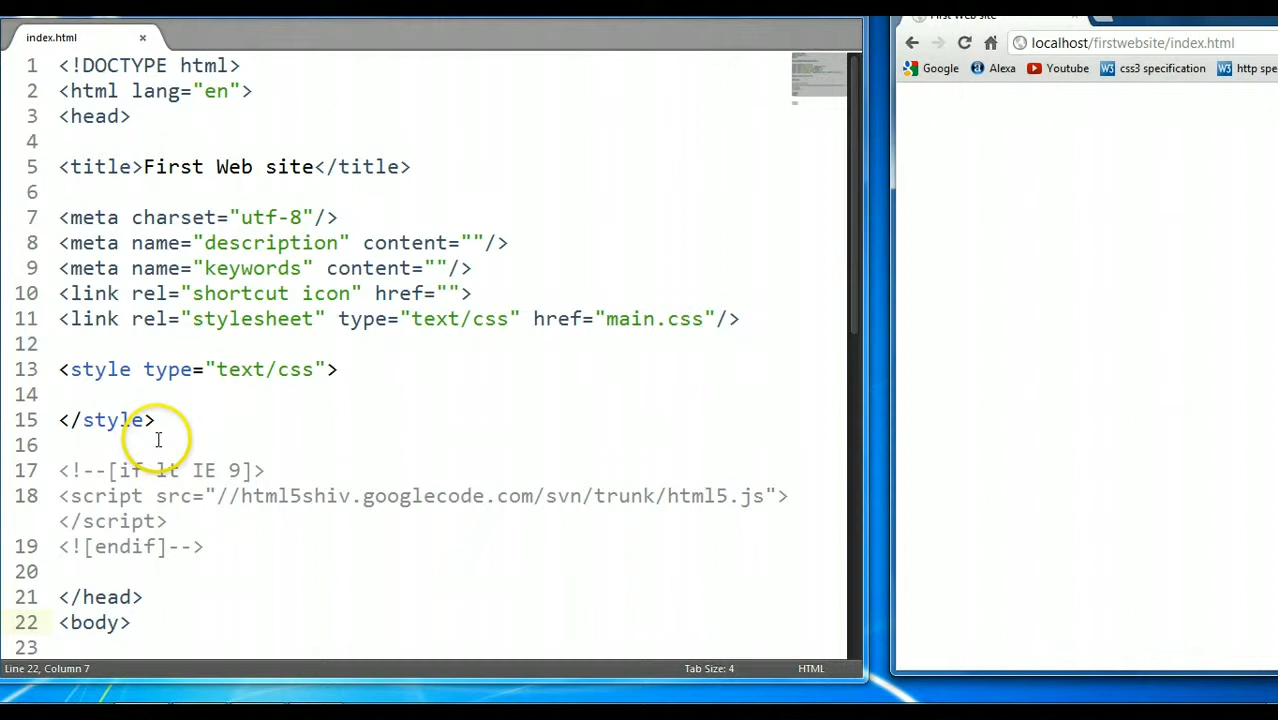 index.html ×
1 <!DOCTYPE html>
2 <html lang="en">
3 <head>
4
5 <title>First Web site</title>
6
7 <meta charset="utf-8"/>
8 <meta name="description" content=""/>
9 <meta name="keywords" content=""/>
10 <link rel="shortcut icon" href="">
11 <link rel="stylesheet" type="text/css" href="main.css"/>
12
13 <style type="text/css">
14
15 </style>
16
17 <!--[if lt IE 9]>
18 <script src="//html5shiv.googlecode.com/svn/trunk/html5.js">
</script>
19 <![endif]-->
20
21 </head>
22 <body>
23
Line 22, Column 7
Tab Size: 4
HTML
First Web site
localhost/firstwebsite/index.html
Google Alexa Youtube W3 css3 specification W3 http spe